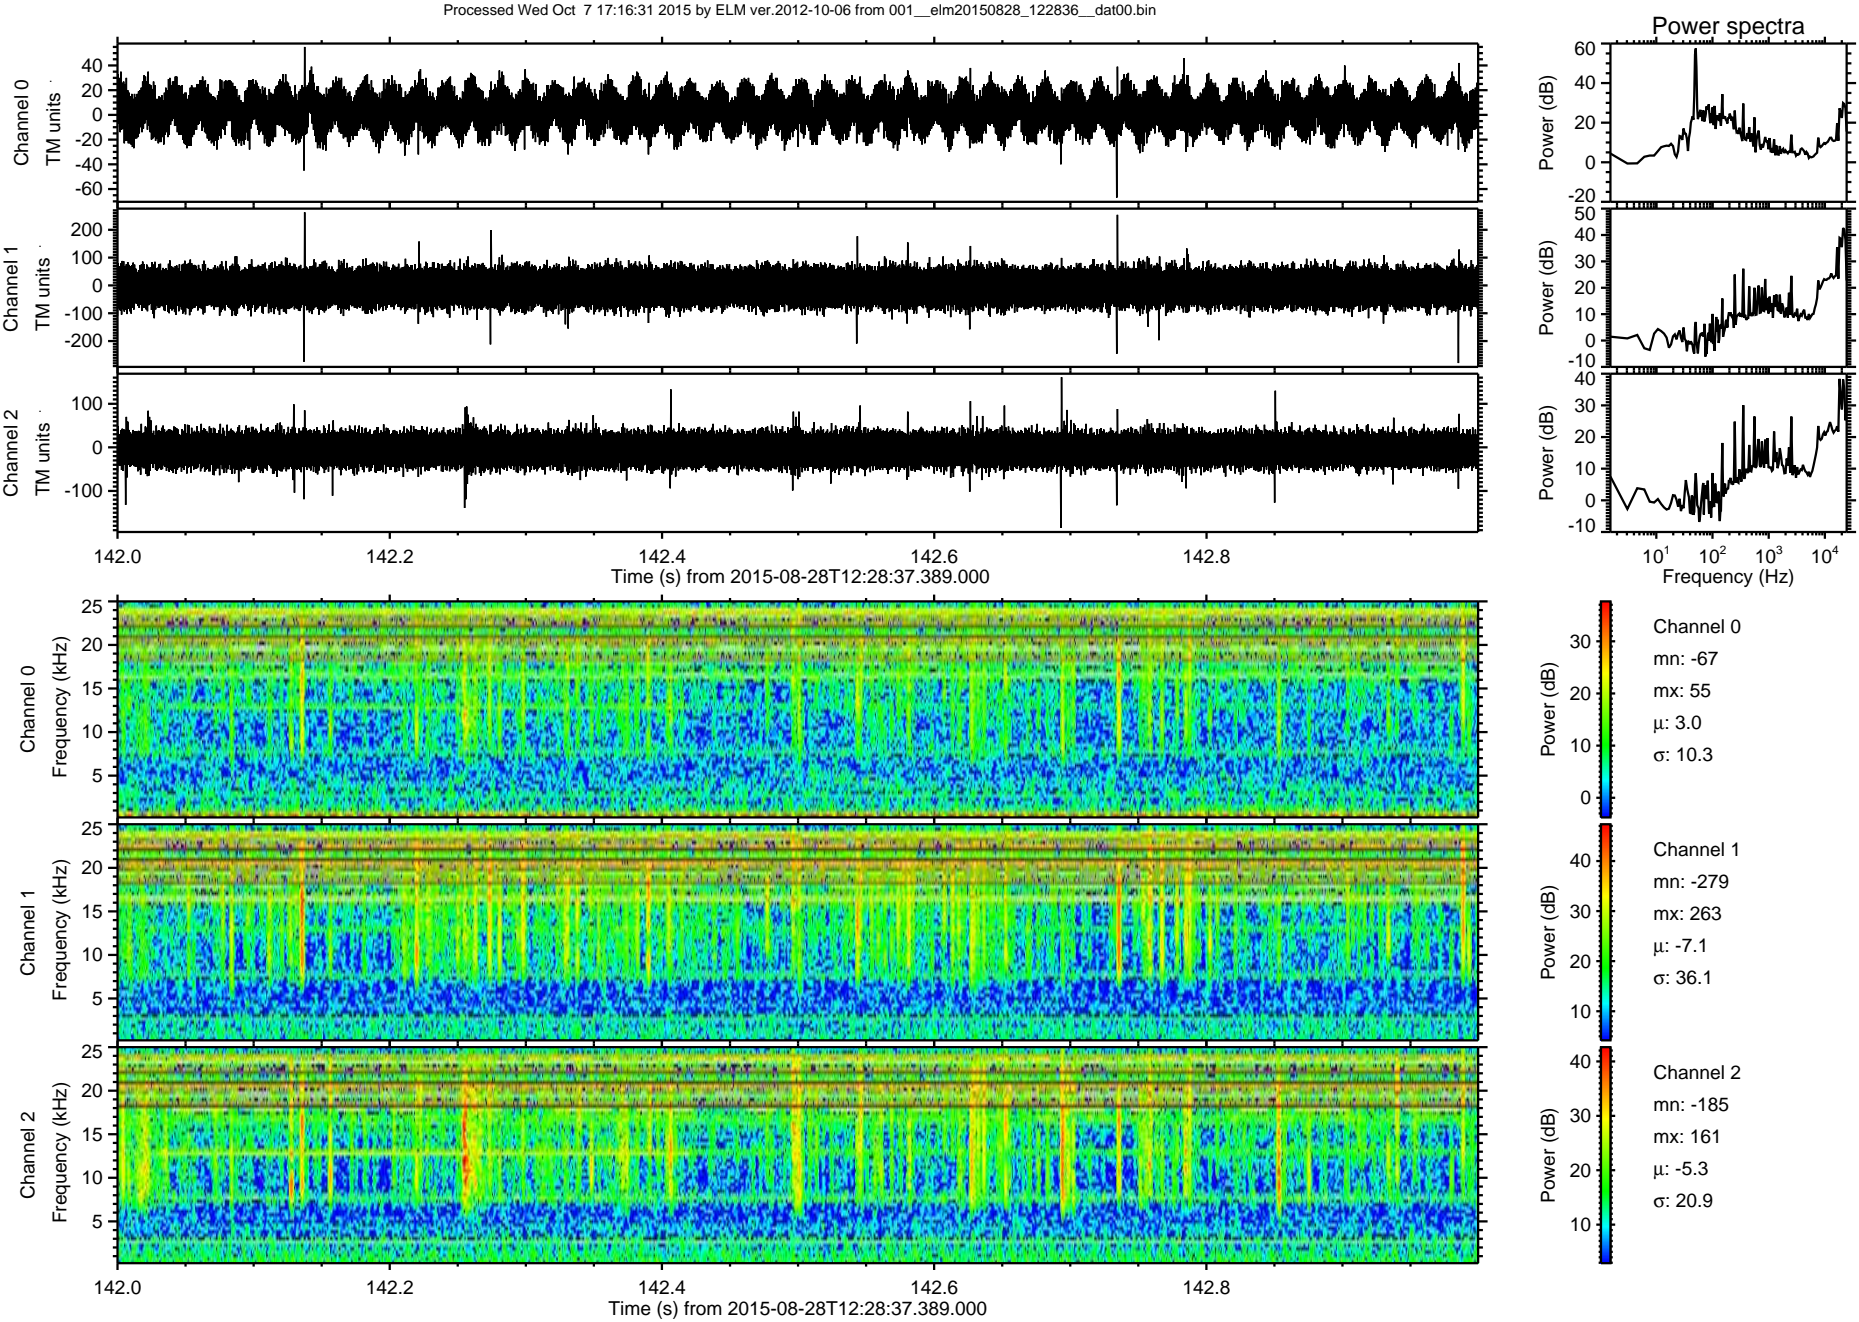 Processed Wed Oct  7 17:16:31 2015 by ELM ver.2012-10-06 from 001__elm20150828_122836__dat00.bin
Power spectra
Channel 0
TM units
40
20
0
-20
-40
-60
Power (dB)
60
40
20
0
-20
Channel 1
TM units
200
100
0
-100
-200
Power (dB)
50
40
30
20
10
0
-10
Channel 2
TM units
100
0
-100
Power (dB)
40
30
20
10
0
-10
142.0 142.2 142.4 142.6 142.8
Time (s) from 2015-08-28T12:28:37.389.000
10^1 10^2 10^3 10^4
Frequency (Hz)
Channel 0
Frequency (kHz)
25
20
15
10
5
Power (dB)
30
20
10
0
Channel 0
mn: -67
mx: 55
μ: 3.0
σ: 10.3
Channel 1
Frequency (kHz)
25
20
15
10
5
Power (dB)
40
30
20
10
Channel 1
mn: -279
mx: 263
μ: -7.1
σ: 36.1
Channel 2
Frequency (kHz)
25
20
15
10
5
Power (dB)
40
30
20
10
Channel 2
mn: -185
mx: 161
μ: -5.3
σ: 20.9
142.0 142.2 142.4 142.6 142.8
Time (s) from 2015-08-28T12:28:37.389.000